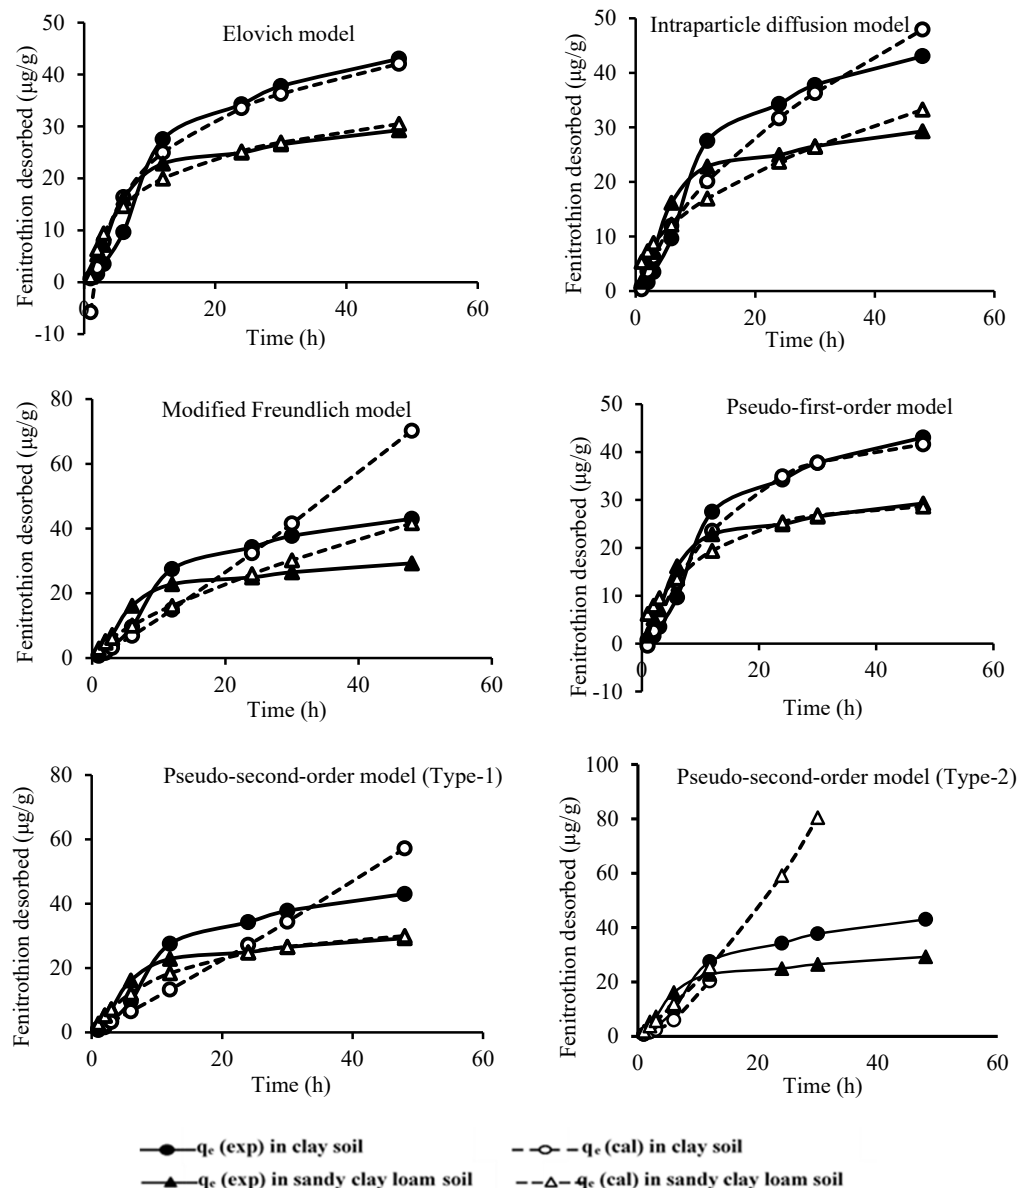 Elovich model
Fenitrothion desorbed (µg/g)
50
40
30
20
10
0
-10
0
20
40
60
Time (h)
Intraparticle diffusion model
Fenitrothion desorbed (µg/g)
50
40
30
20
10
0
0
20
40
60
Time (h)
Modified Freundlich model
Fenitrothion desorbed (µg/g)
80
60
40
20
0
0
20
40
60
Time (h)
Pseudo-first-order model
Fenitrothion desorbed (µg/g)
50
40
30
20
10
0
-10
0
20
40
60
Time (h)
Pseudo-second-order model (Type-1)
Fenitrothion desorbed (µg/g)
80
60
40
20
0
0
20
40
60
Time (h)
Pseudo-second-order model (Type-2)
Fenitrothion desorbed (µg/g)
100
80
60
40
20
0
0
20
40
60
Time (h)
qe (exp) in clay soil
qe (cal) in clay soil
qe (exp) in sandy clay loam soil
qe (cal) in sandy clay loam soil